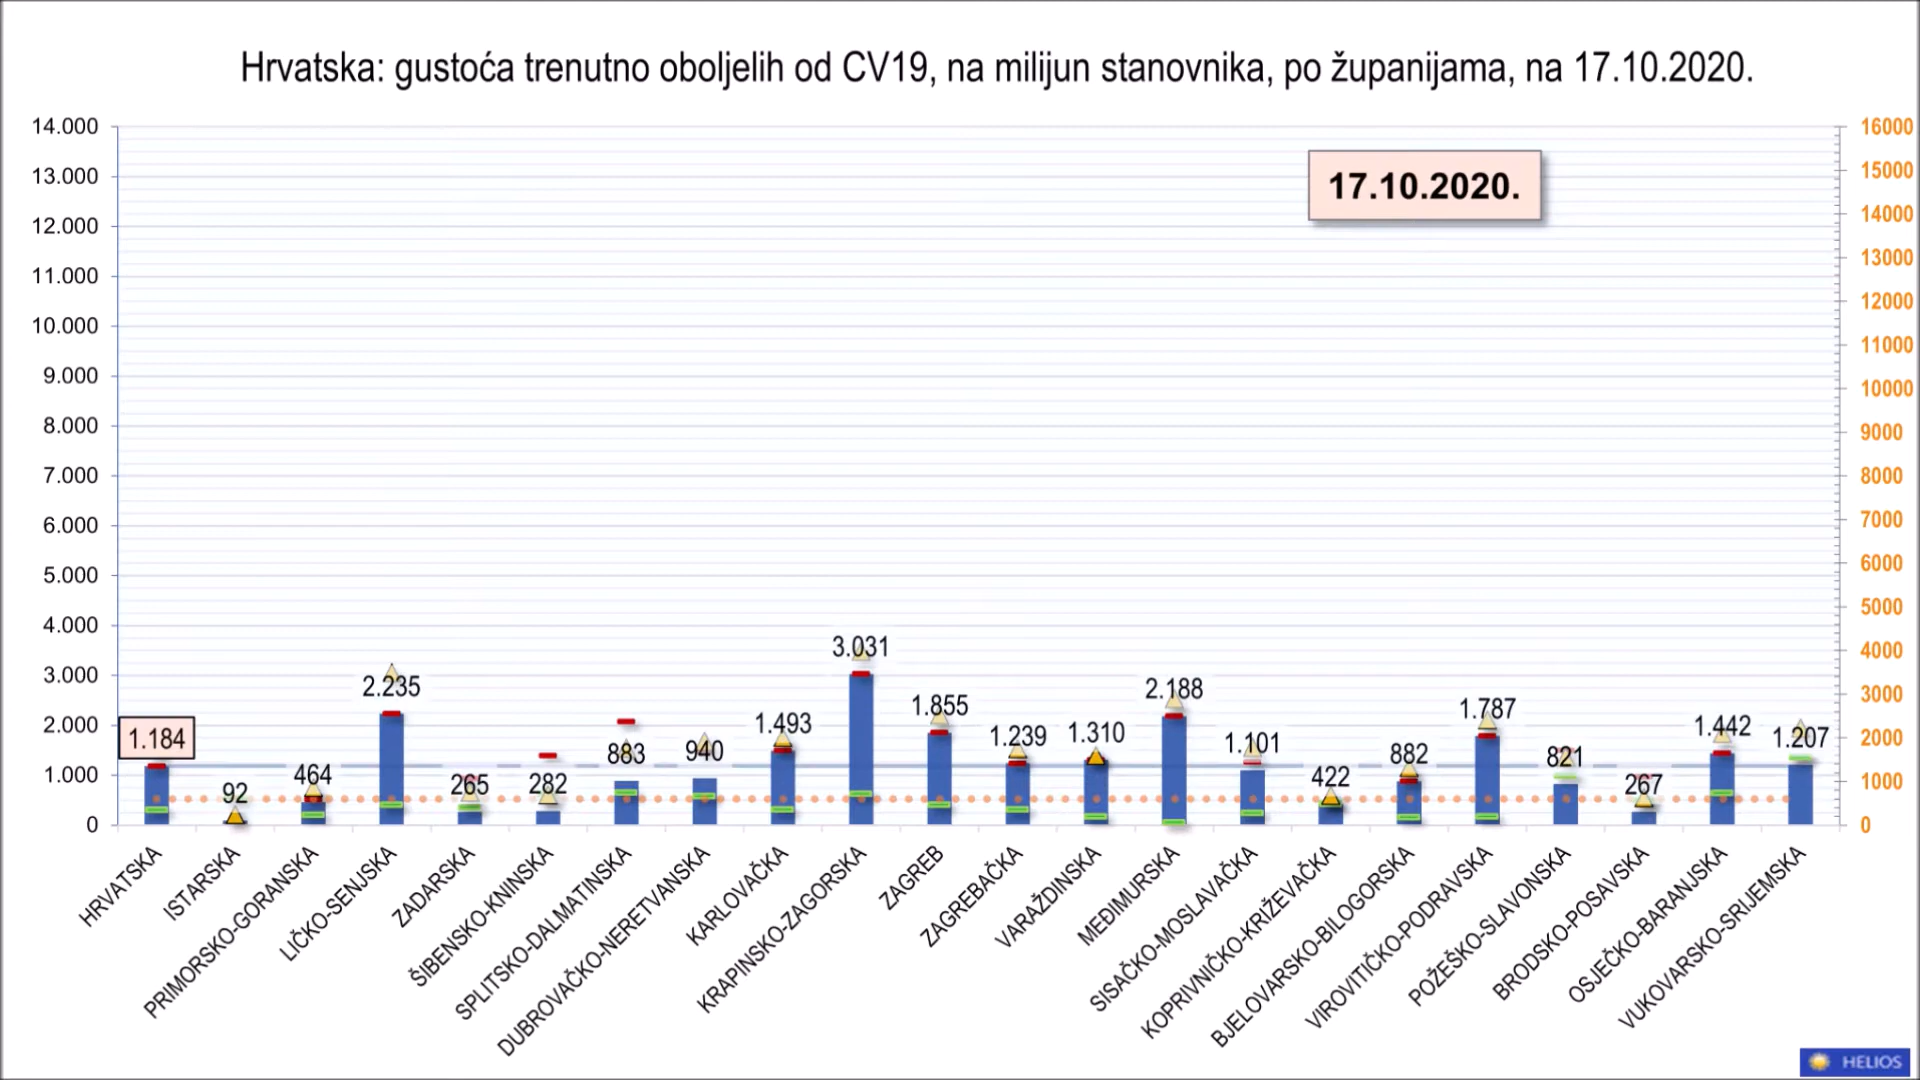 Hrvatska: gustoća trenutno oboljelih od CV19, na milijun stanovnika, po županijama, na 17.10.2020.
17.10.2020.
14.000
13.000
12.000
11.000
10.000
9.000
8.000
7.000
6.000
5.000
4.000
3.000
2.000
1.000
0
16000
15000
14000
13000
12000
11000
10000
9000
8000
7000
6000
5000
4000
3000
2000
1000
0
1.184
92
464
2.235
265
282
883
940
1.493
3.031
1.855
1.239
1.310
2.188
1.101
422
882
1.787
821
267
1.442
1.207
HRVATSKA
ISTARSKA
PRIMORSKO-GORANSKA
LIČKO-SENJSKA
ZADARSKA
ŠIBENSKO-KNINSKA
SPLITSKO-DALMATINSKA
DUBROVAČKO-NERETVANSKA
KARLOVAČKA
KRAPINSKO-ZAGORSKA
ZAGREB
ZAGREBAČKA
VARAŽDINSKA
MEĐIMURSKA
SISAČKO-MOSLAVAČKA
KOPRIVNIČKO-KRIŽEVAČKA
BJELOVARSKO-BILOGORSKA
VIROVITIČKO-PODRAVSKA
POŽEŠKO-SLAVONSKA
BRODSKO-POSAVSKA
OSJEČKO-BARANJSKA
VUKOVARSKO-SRIJEMSKA
HELIOS